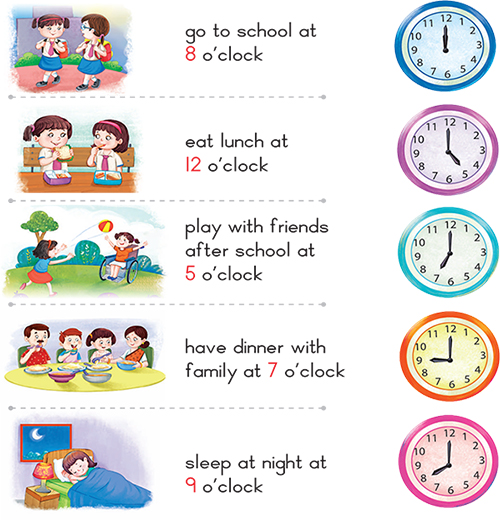 go to school at
8 o'clock
12 1 2 3 4 5 6 7 8 9 10 11
eat lunch at
12 o'clock
12 1 2 3 4 5 6 7 8 9 10 11
play with friends
after school at
5 o'clock
12 1 2 3 4 5 6 7 8 9 10 11
have dinner with
family at 7 o'clock
12 1 2 3 4 5 6 7 8 9 10 11
sleep at night at
9 o'clock
12 1 2 3 4 5 6 7 8 9 10 11